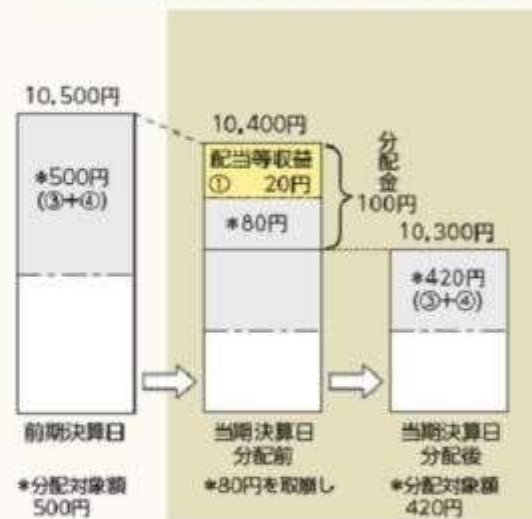 10,500円
*500円
(③+④)
前期決算日
*分配対象額
500円
10,400円
配当等収益
① 20円
*80円
分配金
100円
当期決算日
分配前
*80円を取崩し
10,300円
*420円
(③+④)
当期決算日
分配後
*分配対象額
420円